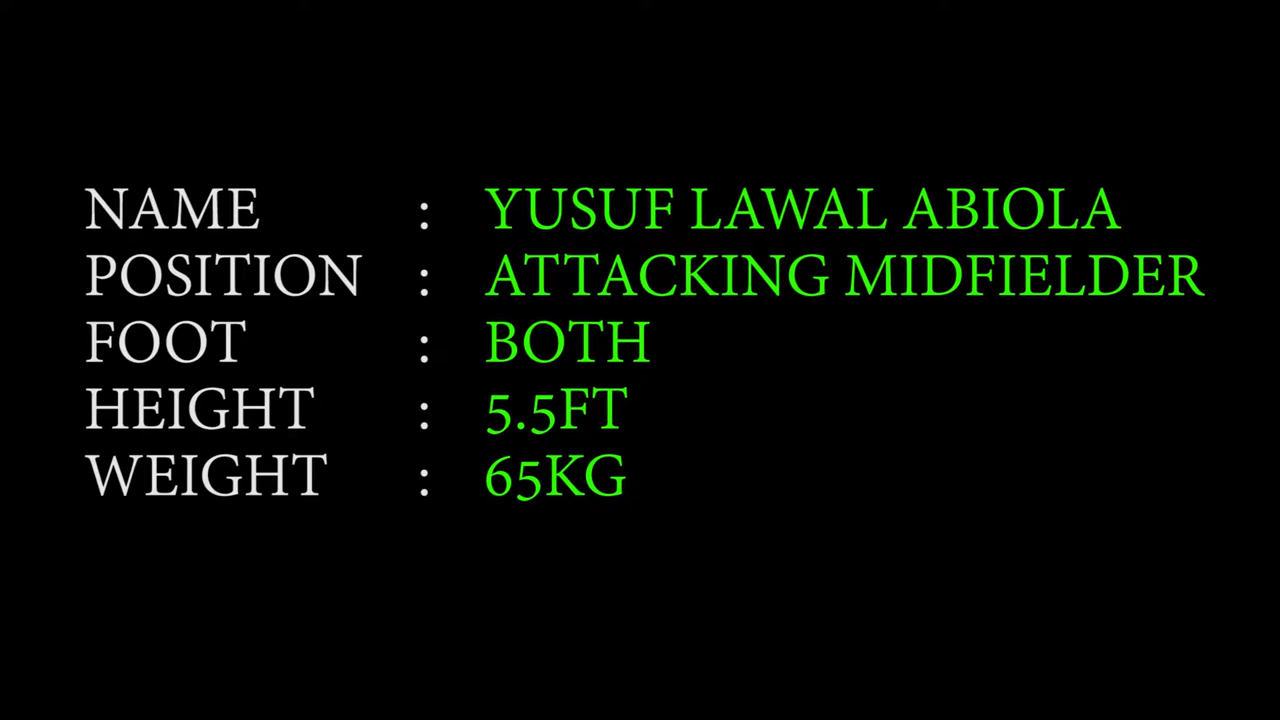 NAME : YUSUF LAWAL ABIOLA
POSITION : ATTACKING MIDFIELDER
FOOT : BOTH
HEIGHT : 5.5FT
WEIGHT : 65KG